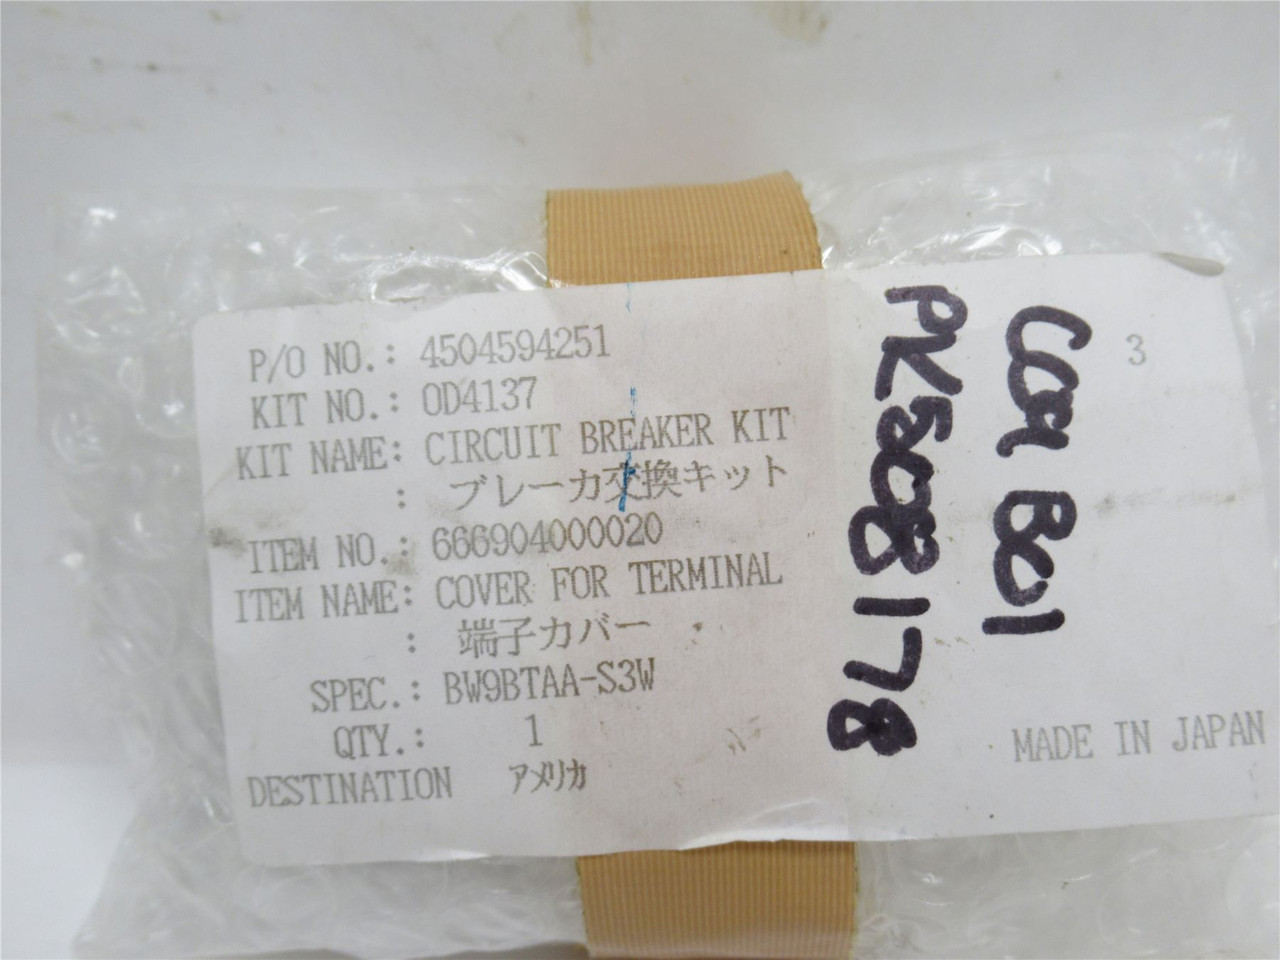 P/O NO.: 4504594251
KIT NO.: 0D4137
KIT NAME: CIRCUIT BREAKER KIT
: ブレーカ交換キット
ITEM NO.: 666904000020
ITEM NAME: COVER FOR TERMINAL
: 端子カバー
SPEC.: BW9BTAA-S3W
QTY.: 1
DESTINATION アメリカ
3
MADE IN JAPAN
PK508178